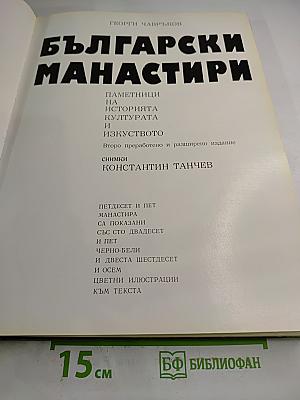 ГЕОРГИ ЧАВРЪКОВ
БЪЛГАРСКИ
МАНАСТИРИ
ПАМЕТНИЦИ
НА
ИСТОРИЯТА
КУЛТУРАТА
И
ИЗКУСТВОТО
Второ преработено и разширено издание
СНИМКИ
КОНСТАНТИН ТАНЧЕВ
ПЕТДЕСЕТ И ПЕТ
МАНАСТИРА
СА ПОКАЗАНИ
СЪС СТО ДВАДЕСЕТ
И ПЕТ
ЧЕРНО-БЕЛИ
И ДВЕСТА ШЕСТДЕСЕТ
И ОСЕМ
ЦВЕТНИ ИЛЮСТРАЦИИ
КЪМ ТЕКСТА
15 см
БФ БИБЛИОФАН